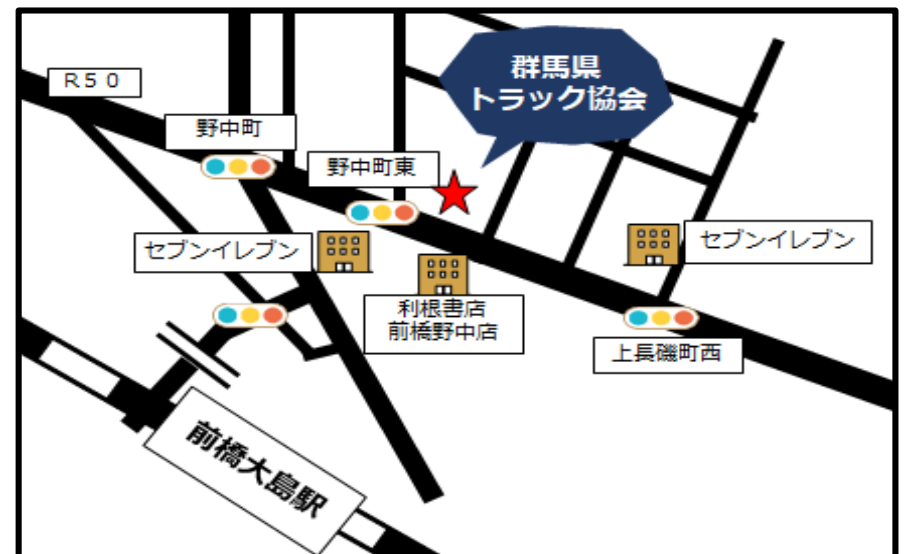 群馬県
トラック協会
R50
野中町
野中町東
セブンイレブン
セブンイレブン
利根書店
前橋野中店
上長磯町西
前橋大島駅